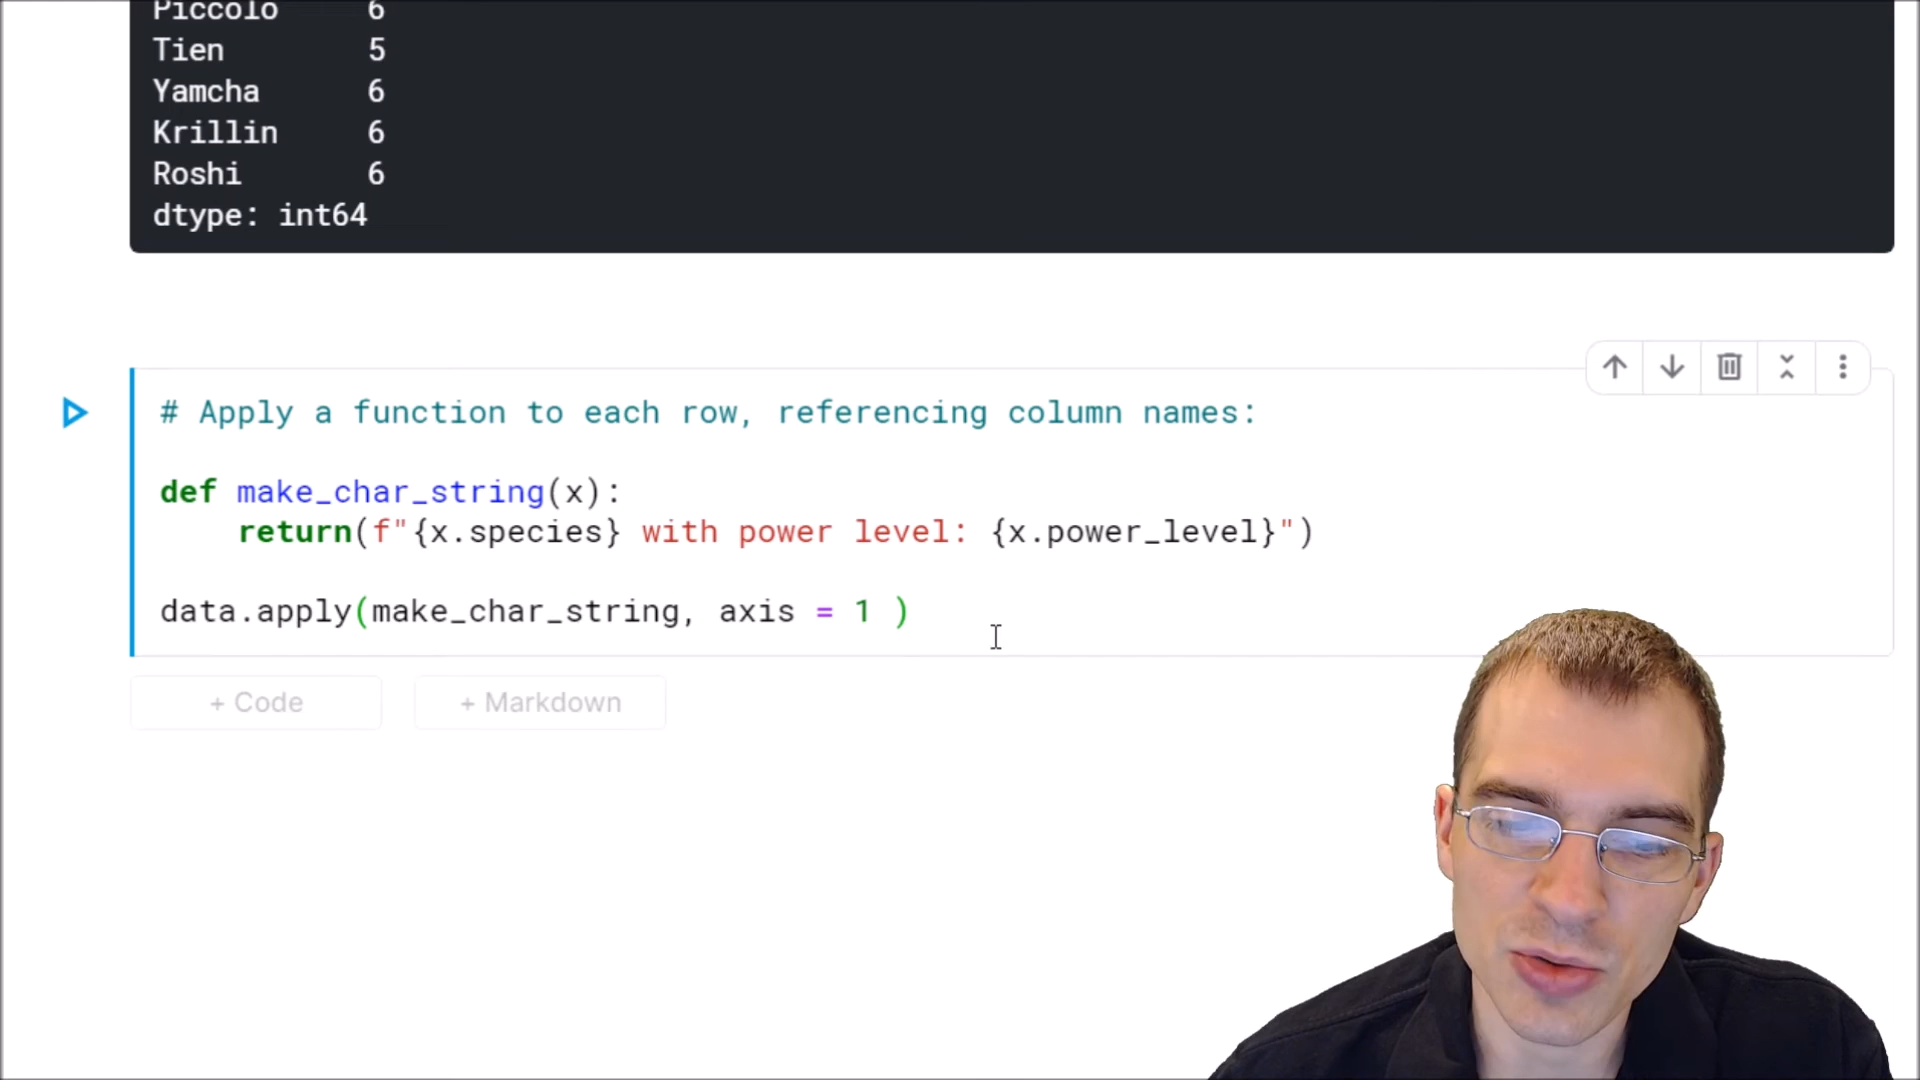 Piccolo 6
Tien 5
Yamcha 6
Krillin 6
Roshi 6
dtype: int64
# Apply a function to each row, referencing column names:
def make_char_string(x):
return(f"{x.species} with power level: {x.power_level}")
data.apply(make_char_string, axis = 1 )
+ Code + Markdown